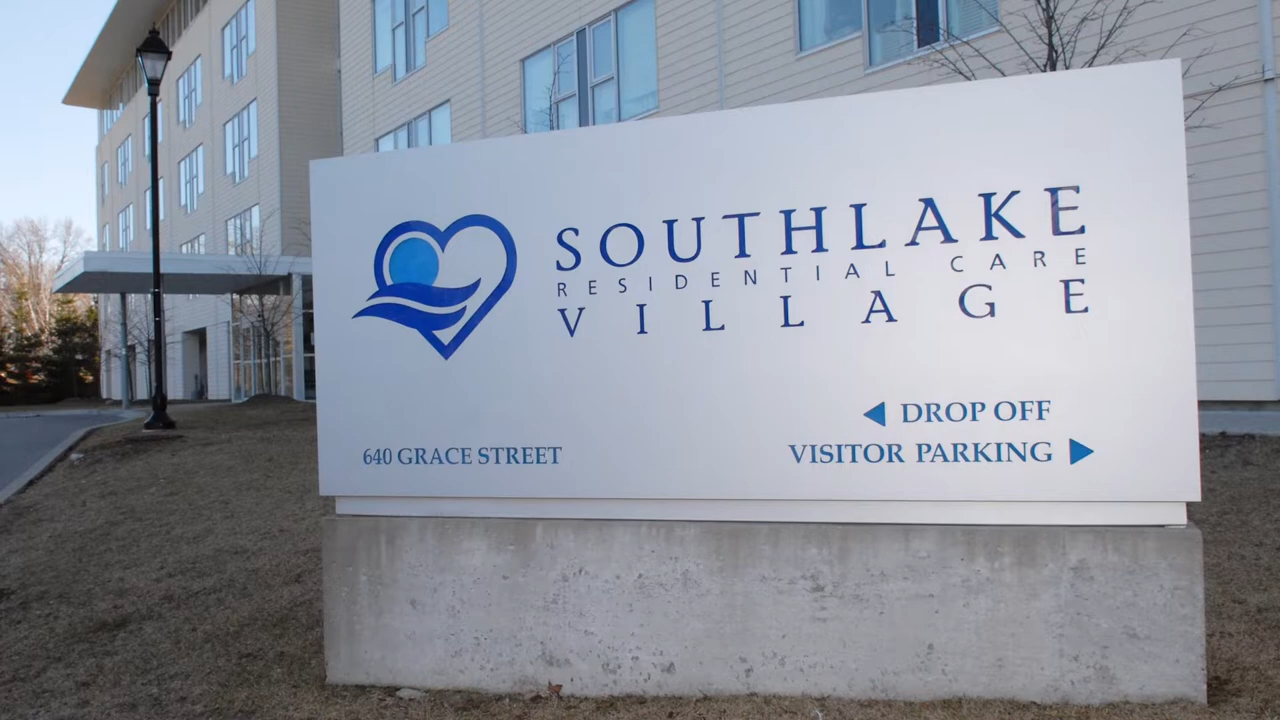 SOUTHLAKE
RESIDENTIAL CARE
VILLAGE
DROP OFF
VISITOR PARKING
640 GRACE STREET